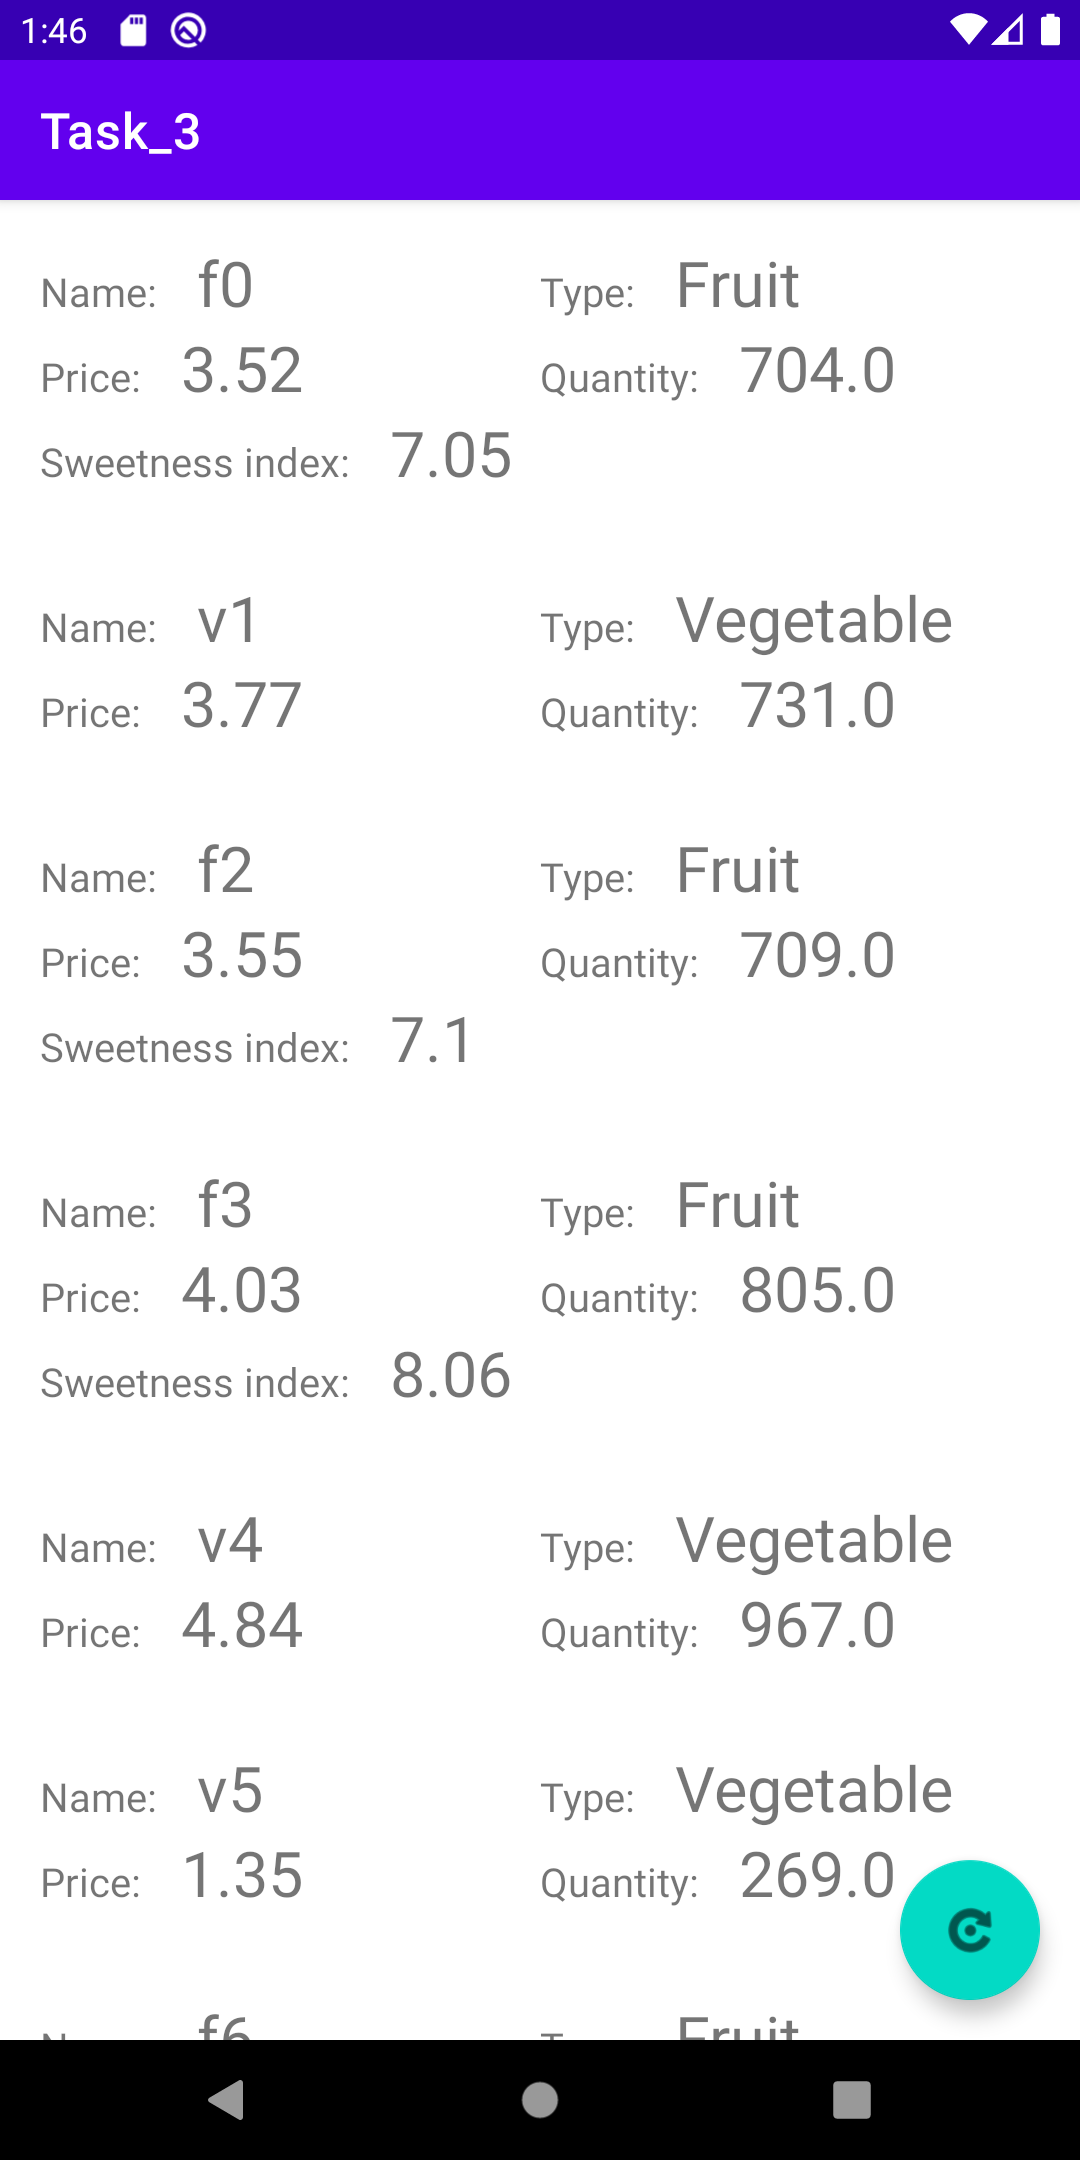 1:46
Task_3
Name: f0 Type: Fruit
Price: 3.52 Quantity: 704.0
Sweetness index: 7.05
Name: v1 Type: Vegetable
Price: 3.77 Quantity: 731.0
Name: f2 Type: Fruit
Price: 3.55 Quantity: 709.0
Sweetness index: 7.1
Name: f3 Type: Fruit
Price: 4.03 Quantity: 805.0
Sweetness index: 8.06
Name: v4 Type: Vegetable
Price: 4.84 Quantity: 967.0
Name: v5 Type: Vegetable
Price: 1.35 Quantity: 269.0
f6 Fruit